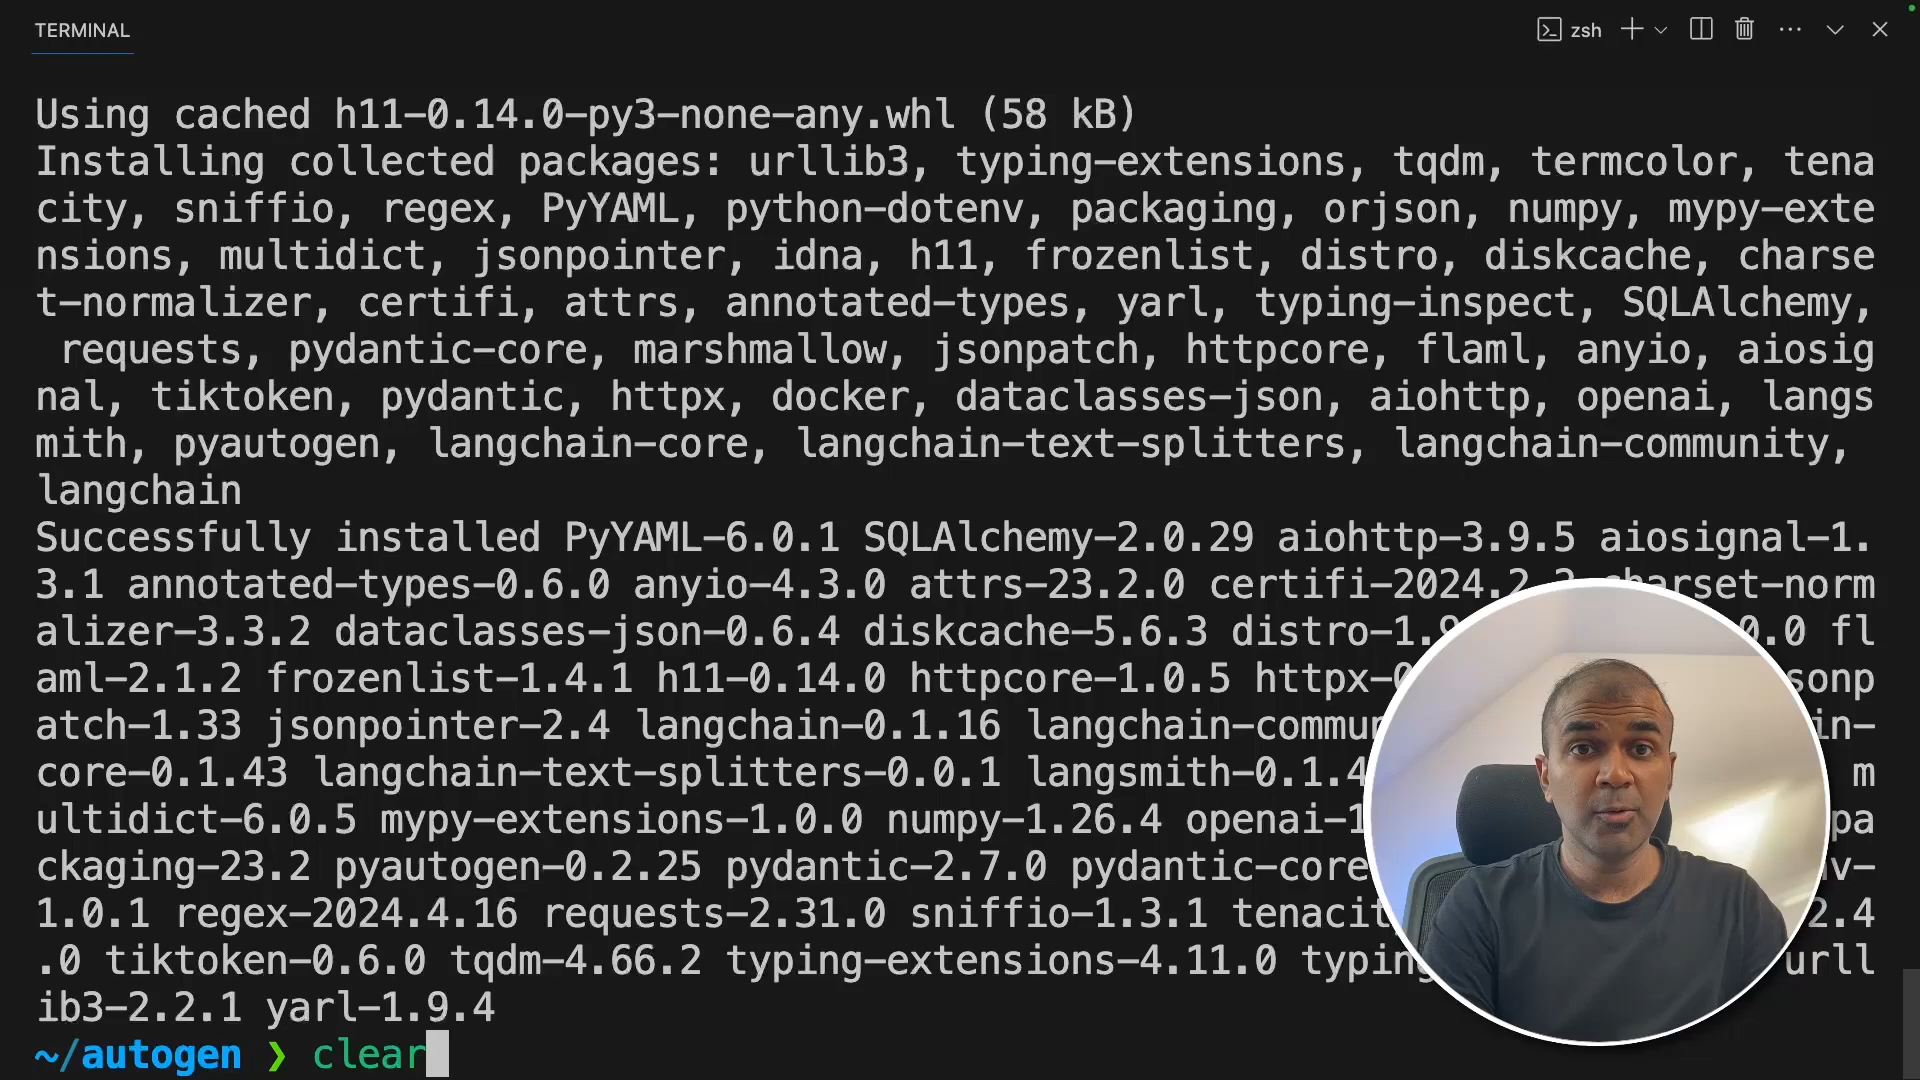 TERMINAL
zsh
Using cached h11-0.14.0-py3-none-any.whl (58 kB)
Installing collected packages: urllib3, typing-extensions, tqdm, termcolor, tena
city, sniffio, regex, PyYAML, python-dotenv, packaging, orjson, numpy, mypy-exte
nsions, multidict, jsonpointer, idna, h11, frozenlist, distro, diskcache, charse
t-normalizer, certifi, attrs, annotated-types, yarl, typing-inspect, SQLAlchemy,
requests, pydantic-core, marshmallow, jsonpatch, httpcore, flaml, anyio, aiosig
nal, tiktoken, pydantic, httpx, docker, dataclasses-json, aiohttp, openai, langs
mith, pyautogen, langchain-core, langchain-text-splitters, langchain-community,
langchain
Successfully installed PyYAML-6.0.1 SQLAlchemy-2.0.29 aiohttp-3.9.5 aiosignal-1.
3.1 annotated-types-0.6.0 anyio-4.3.0 attrs-23.2.0 certifi-2024.2.2 charset-norm
alizer-3.3.2 dataclasses-json-0.6.4 diskcache-5.6.3 distro-1.9 0.0 fl
aml-2.1.2 frozenlist-1.4.1 h11-0.14.0 httpcore-1.0.5 httpx-0 sonp
atch-1.33 jsonpointer-2.4 langchain-0.1.16 langchain-commun in-
core-0.1.43 langchain-text-splitters-0.0.1 langsmith-0.1.4 m
ultidict-6.0.5 mypy-extensions-1.0.0 numpy-1.26.4 openai-1 pa
ckaging-23.2 pyautogen-0.2.25 pydantic-2.7.0 pydantic-core v-
1.0.1 regex-2024.4.16 requests-2.31.0 sniffio-1.3.1 tenacit 2.4
.0 tiktoken-0.6.0 tqdm-4.66.2 typing-extensions-4.11.0 typing urll
ib3-2.2.1 yarl-1.9.4
~/autogen ❯ clear